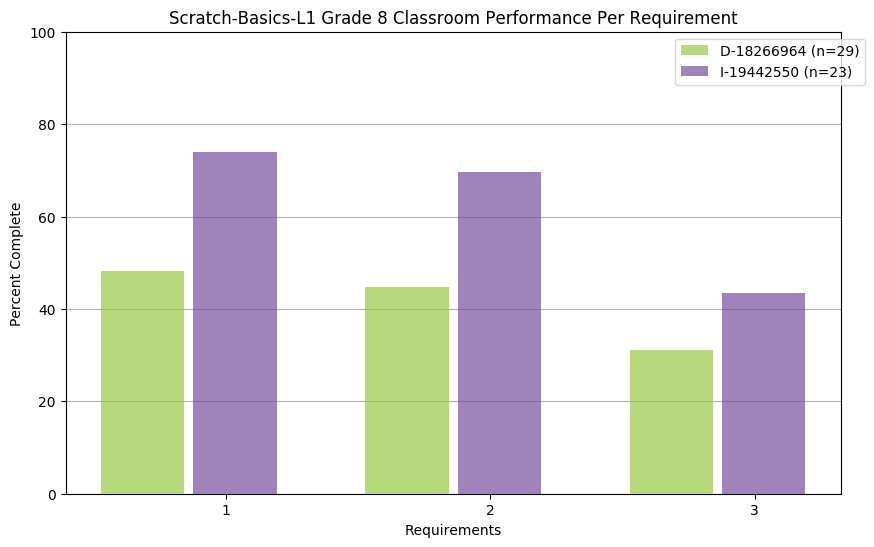 Scratch-Basics-L1 Grade 8 Classroom Performance Per Requirement
D-18266964 (n=29)
I-19442550 (n=23)
100
80
60
40
20
0
Percent Complete
1 2 3
Requirements